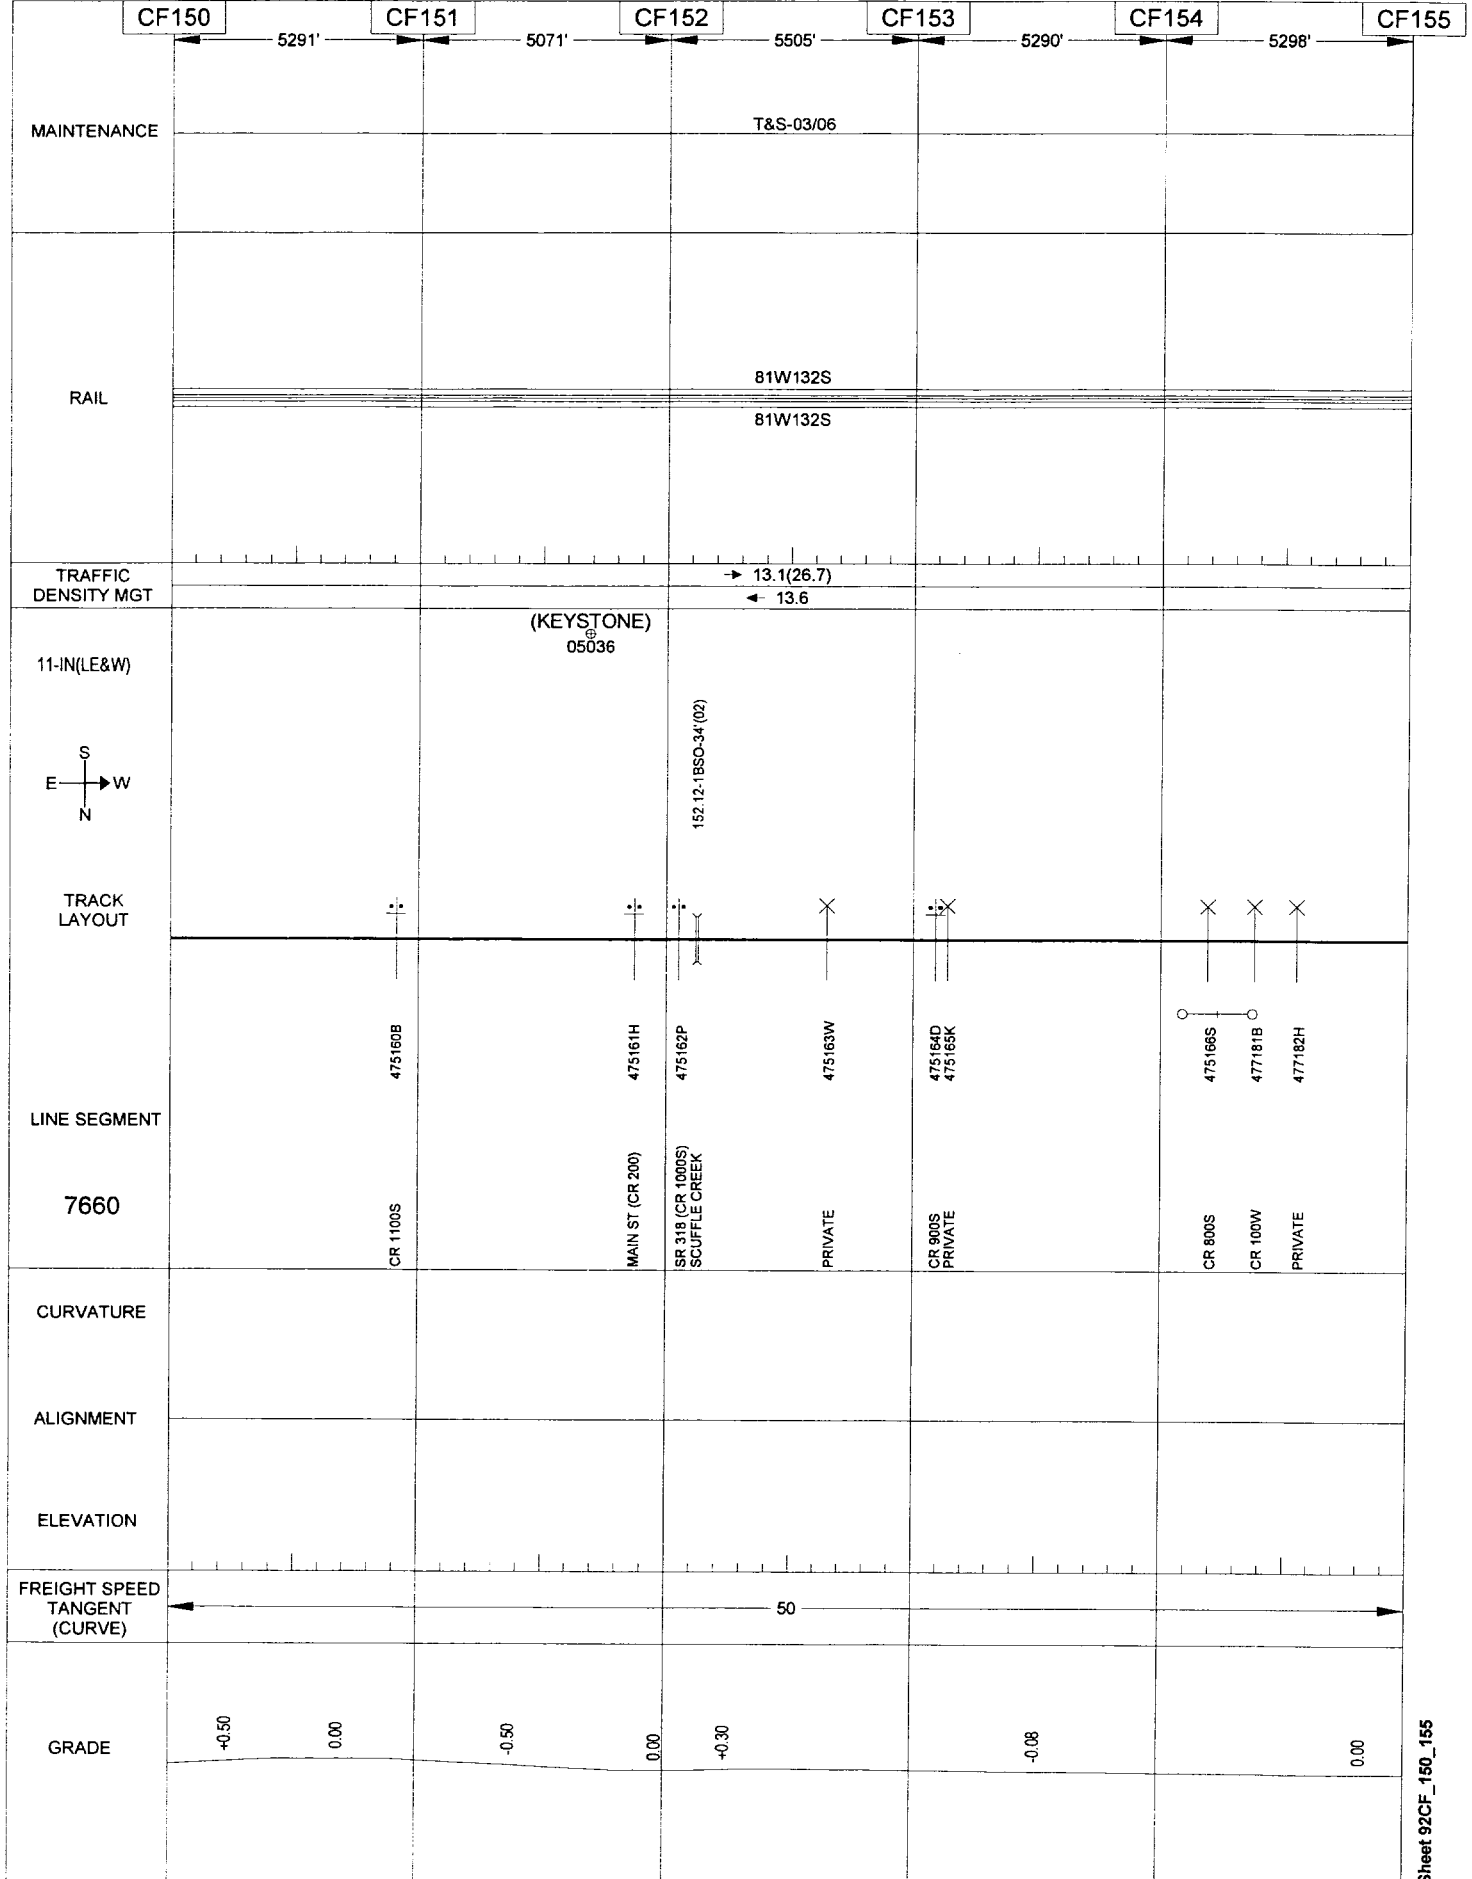 CF150 CF151 CF152 CF153 CF154 CF155
5291' 5071' 5505' 5290' 5298'
MAINTENANCE
T&S-03/06
RAIL
81W132S
81W132S
TRAFFIC
DENSITY MGT
→ 13.1(26.7)
← 13.6
(KEYSTONE)
05036
11-IN(LE&W)
152.12-1BSO-34'(02)
S
E W
N
TRACK
LAYOUT
475160B
475161H
475162P
475163W
475164D
475165K
475166S
477181B
477182H
LINE SEGMENT
7660
CR 1100S
MAIN ST (CR 200)
SR 318 (CR 1000S)
SCUFFLE CREEK
PRIVATE
CR 900S
PRIVATE
CR 800S
CR 100W
PRIVATE
CURVATURE
ALIGNMENT
ELEVATION
FREIGHT SPEED
TANGENT
(CURVE)
50
GRADE
+0.50
0.00
-0.50
0.00
+0.30
-0.08
0.00
Sheet 92CF_150_155